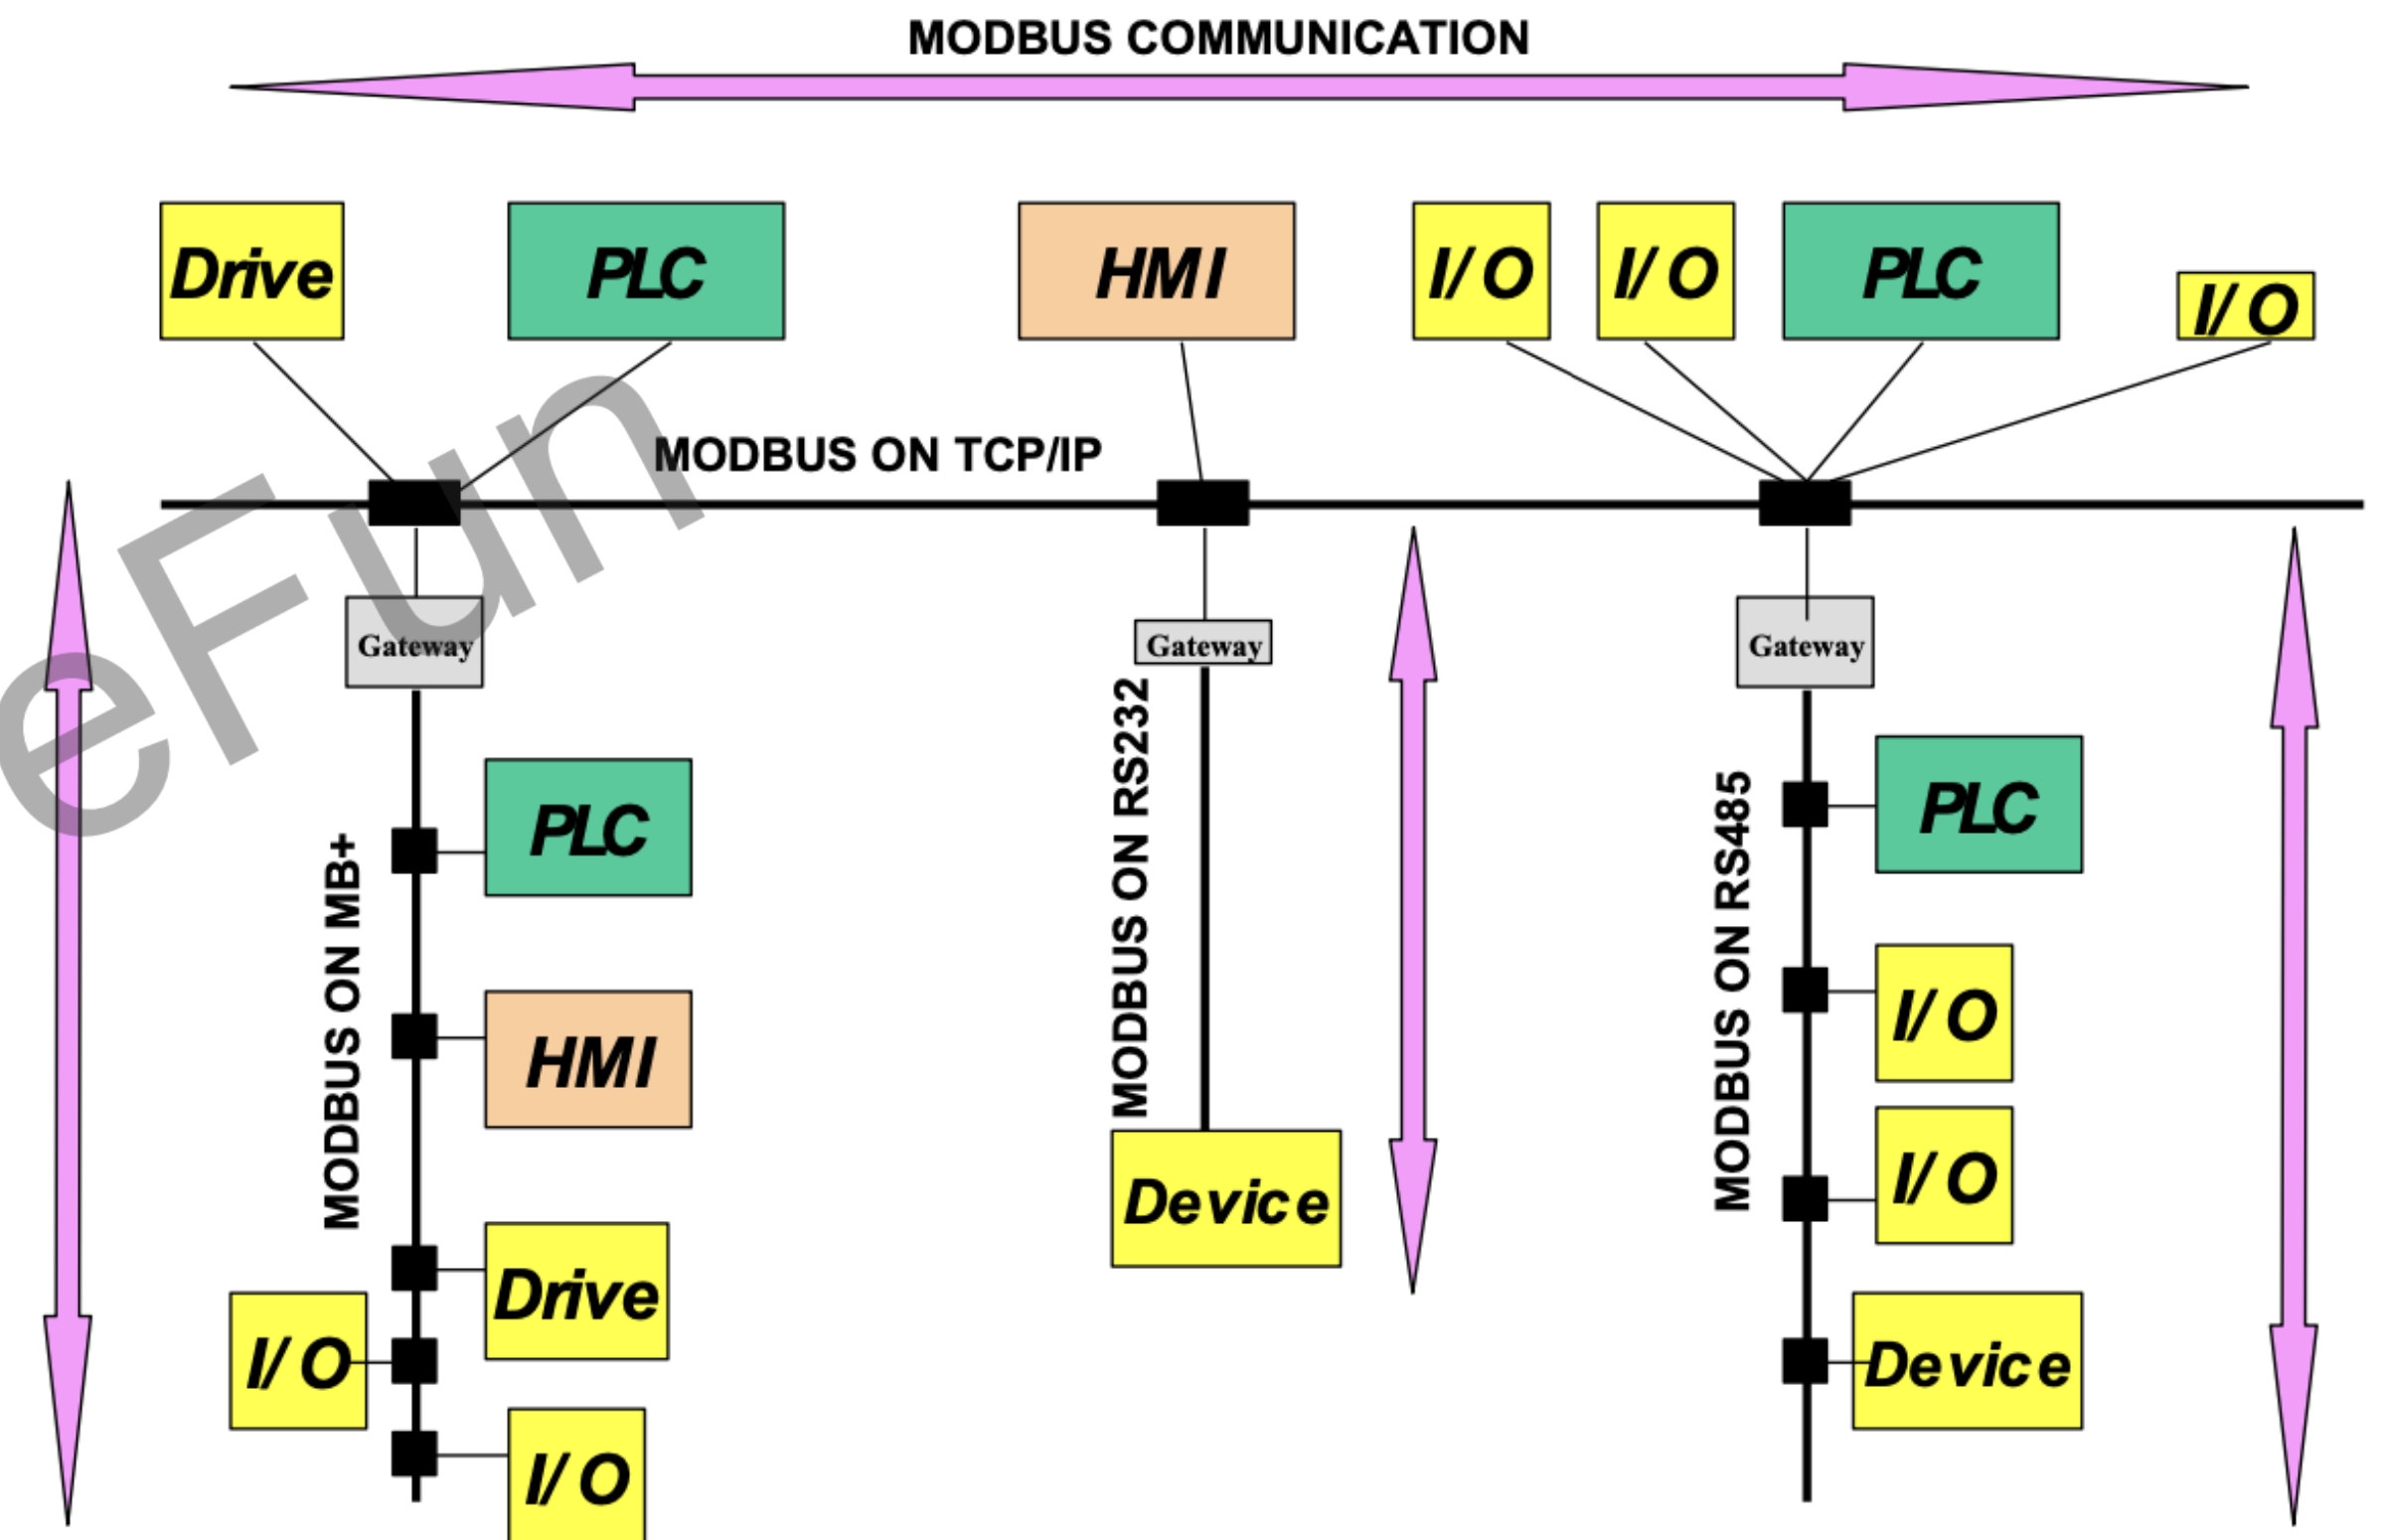 MODBUS COMMUNICATION
Drive
PLC
HMI
I/O
I/O
PLC
I/O
MODBUS ON TCP/IP
Gateway
Gateway
Gateway
MODBUS ON MB+
PLC
HMI
Drive
I/O
I/O
MODBUS ON RS232
Device
MODBUS ON RS485
PLC
I/O
I/O
Device
eFun